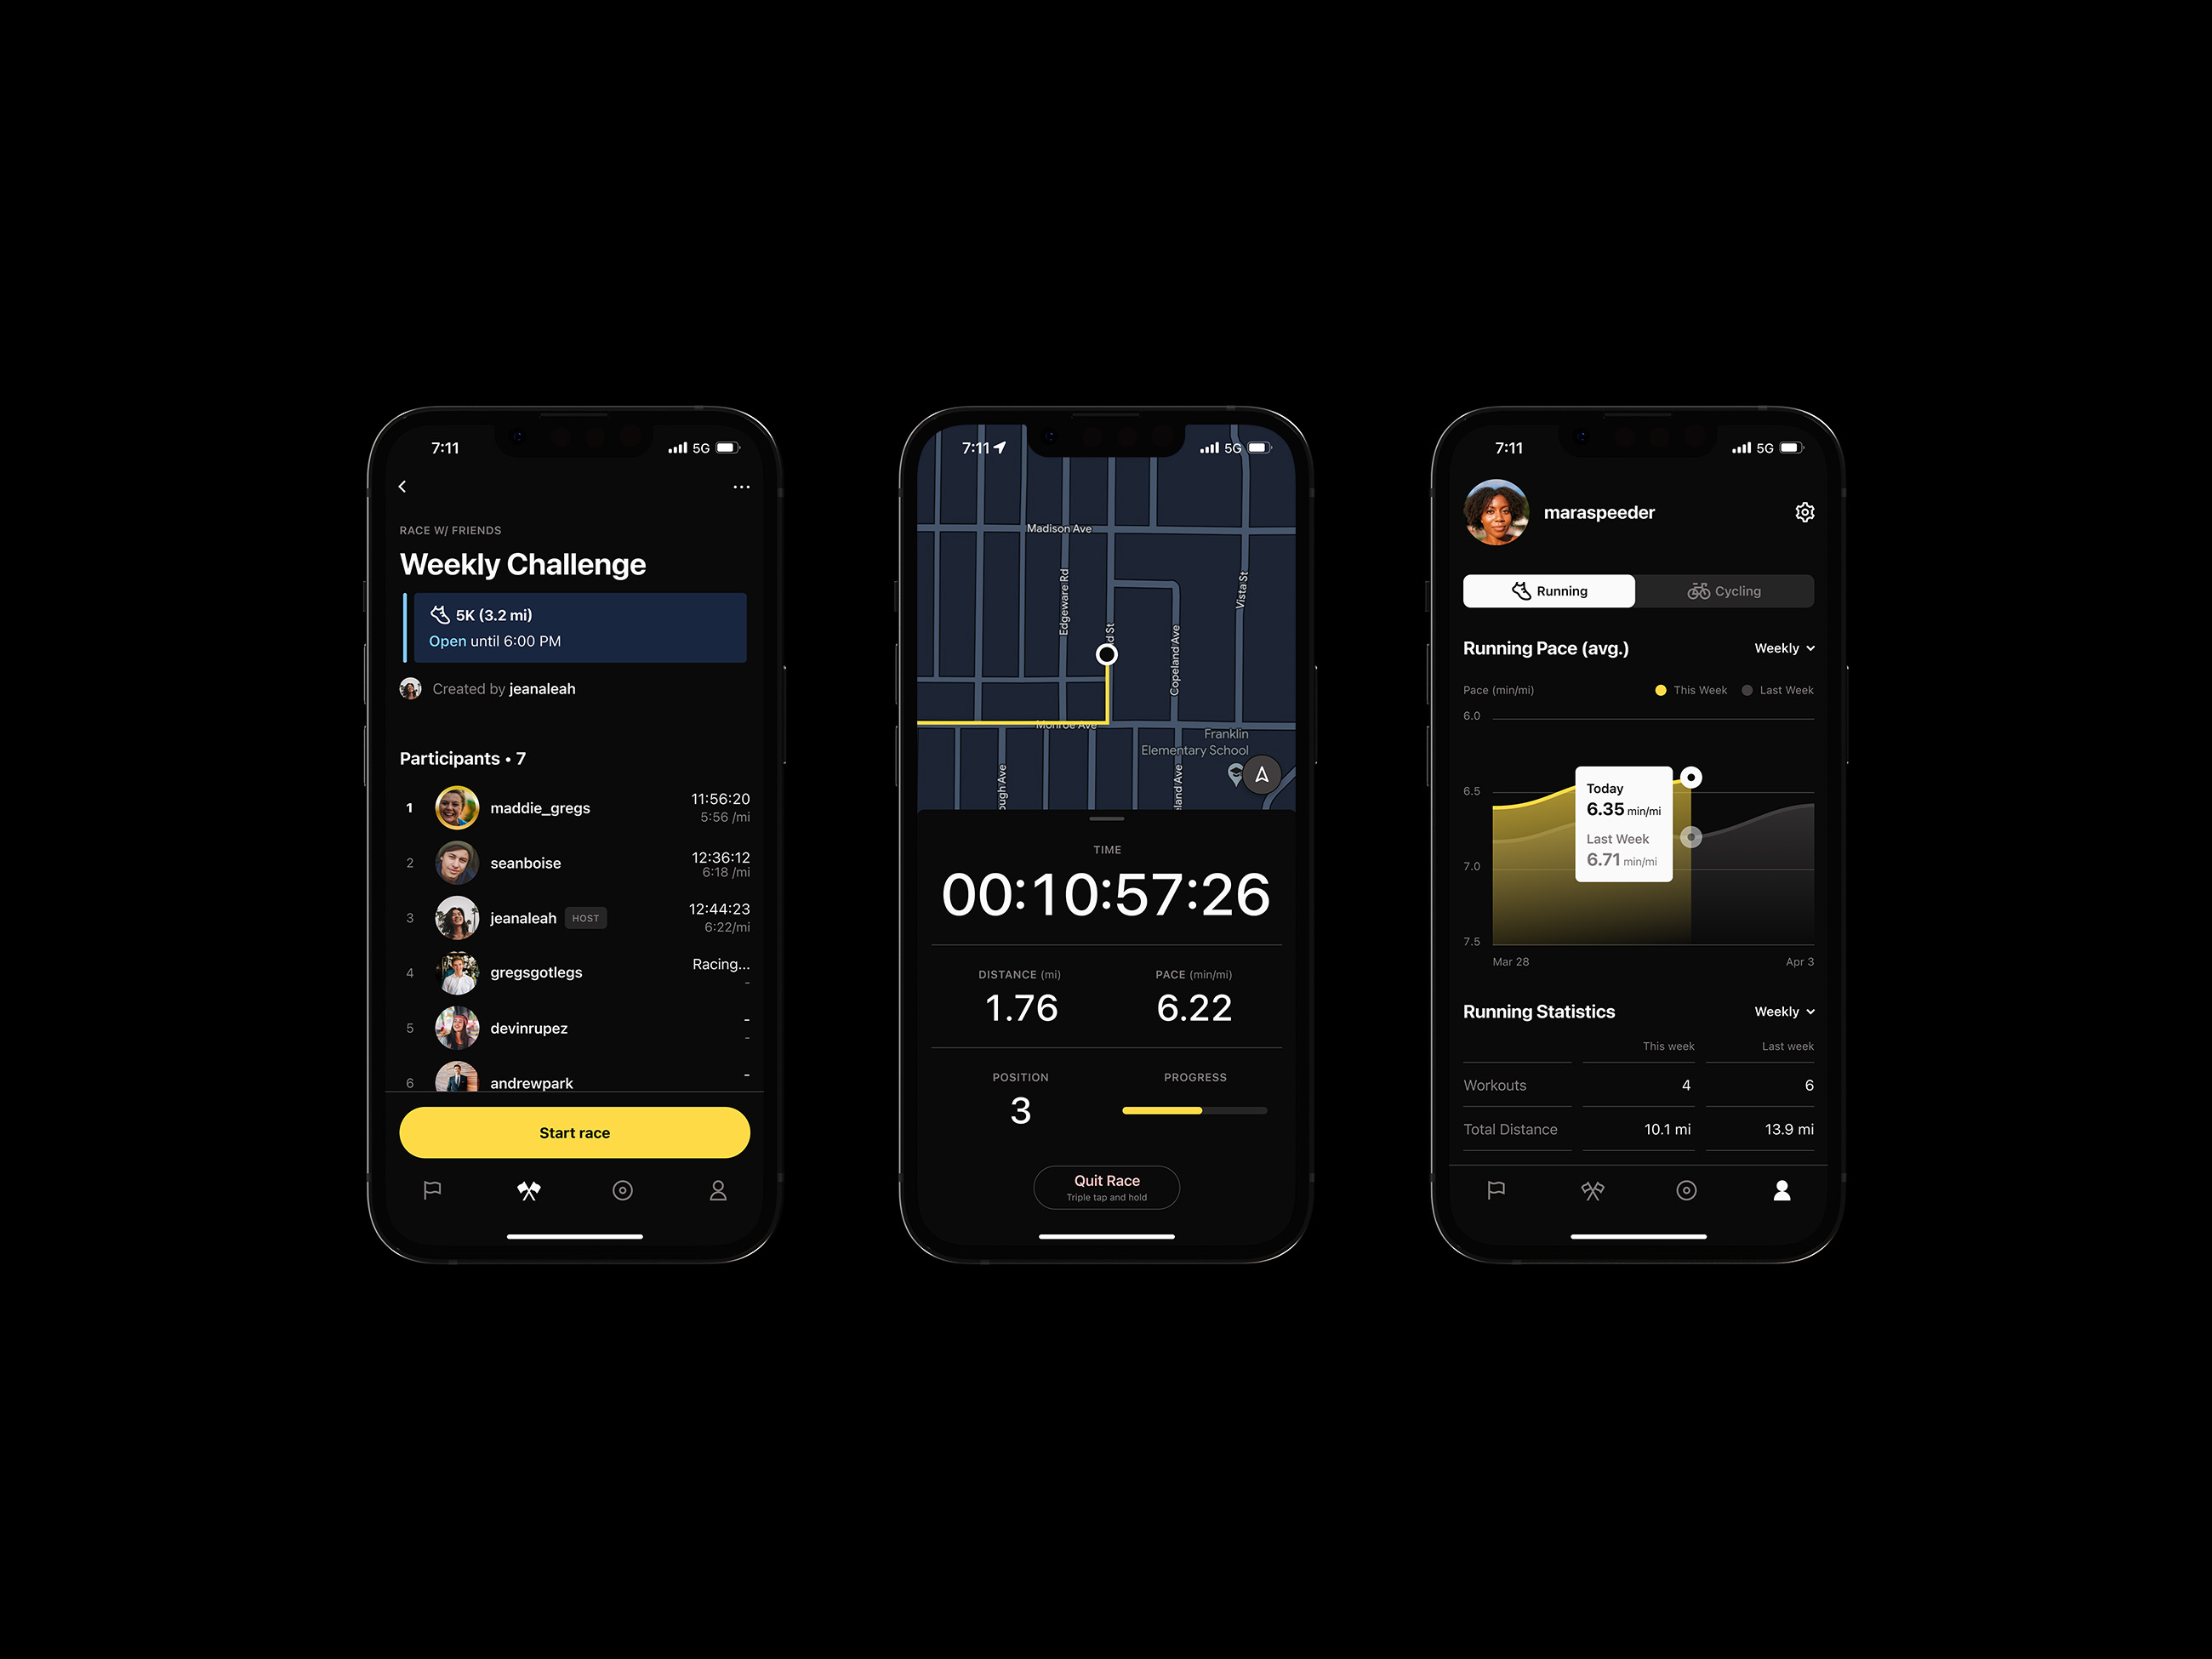 7:11
5G
RACE W/ FRIENDS
Weekly Challenge
5K (3.2 mi)
Open until 6:00 PM
Created by jeanaleah
Participants • 7
1 maddie_gregs 11:56:20
5:56 /mi
2 seanboise 12:36:12
6:18 /mi
3 jeanaleah HOST 12:44:23
6:22/mi
4 gregsgotlegs Racing...
-
5 devinrupez -
-
6 andrewpark -
Start race
7:11
5G
Madison Ave
Edgeware Rd
Vista St
d St
Copeland Ave
Monroe Ave
Franklin
Elementary School
ough Ave
eland Ave
TIME
00:10:57:26
DISTANCE (mi) PACE (min/mi)
1.76 6.22
POSITION PROGRESS
3
Quit Race
Triple tap and hold
7:11
5G
maraspeeder
Running Cycling
Running Pace (avg.) Weekly
Pace (min/mi) This Week Last Week
6.0
6.5
7.0
7.5
Today
6.35 min/mi
Last Week
6.71 min/mi
Mar 28 Apr 3
Running Statistics Weekly
This week Last week
Workouts 4 6
Total Distance 10.1 mi 13.9 mi